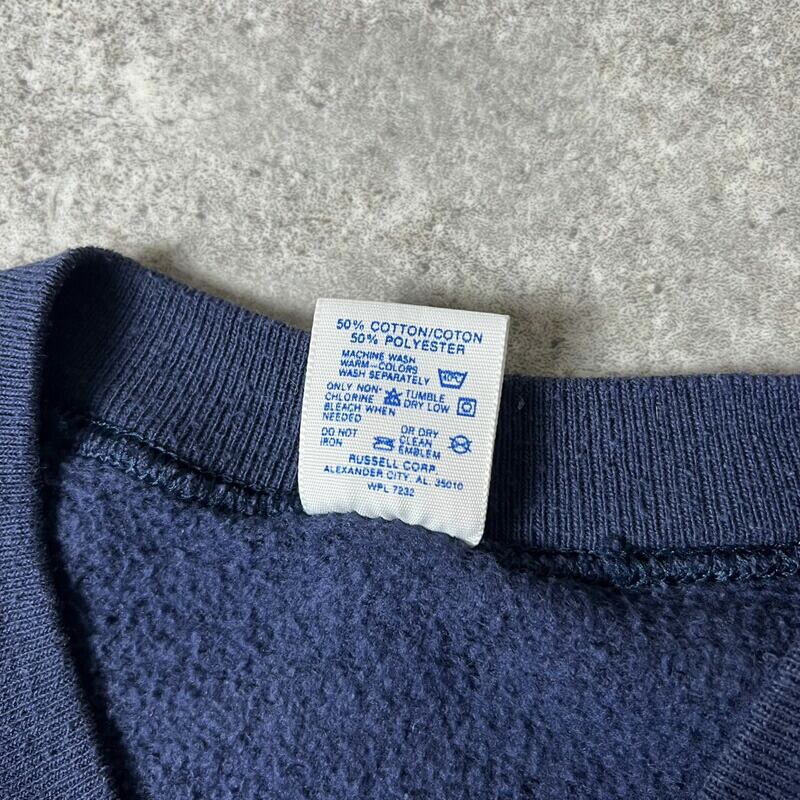 50% COTTON/COTON
50% POLYESTER
MACHINE WASH
WARM-COLORS
WASH SEPARATELY
ONLY NON- TUMBLE
CHLORINE DRY LOW
BLEACH WHEN
NEEDED
DO NOT OR DRY
IRON CLEAN
EMBLEM
RUSSELL CORP.
ALEXANDER CITY, AL. 35010
WPL 7232